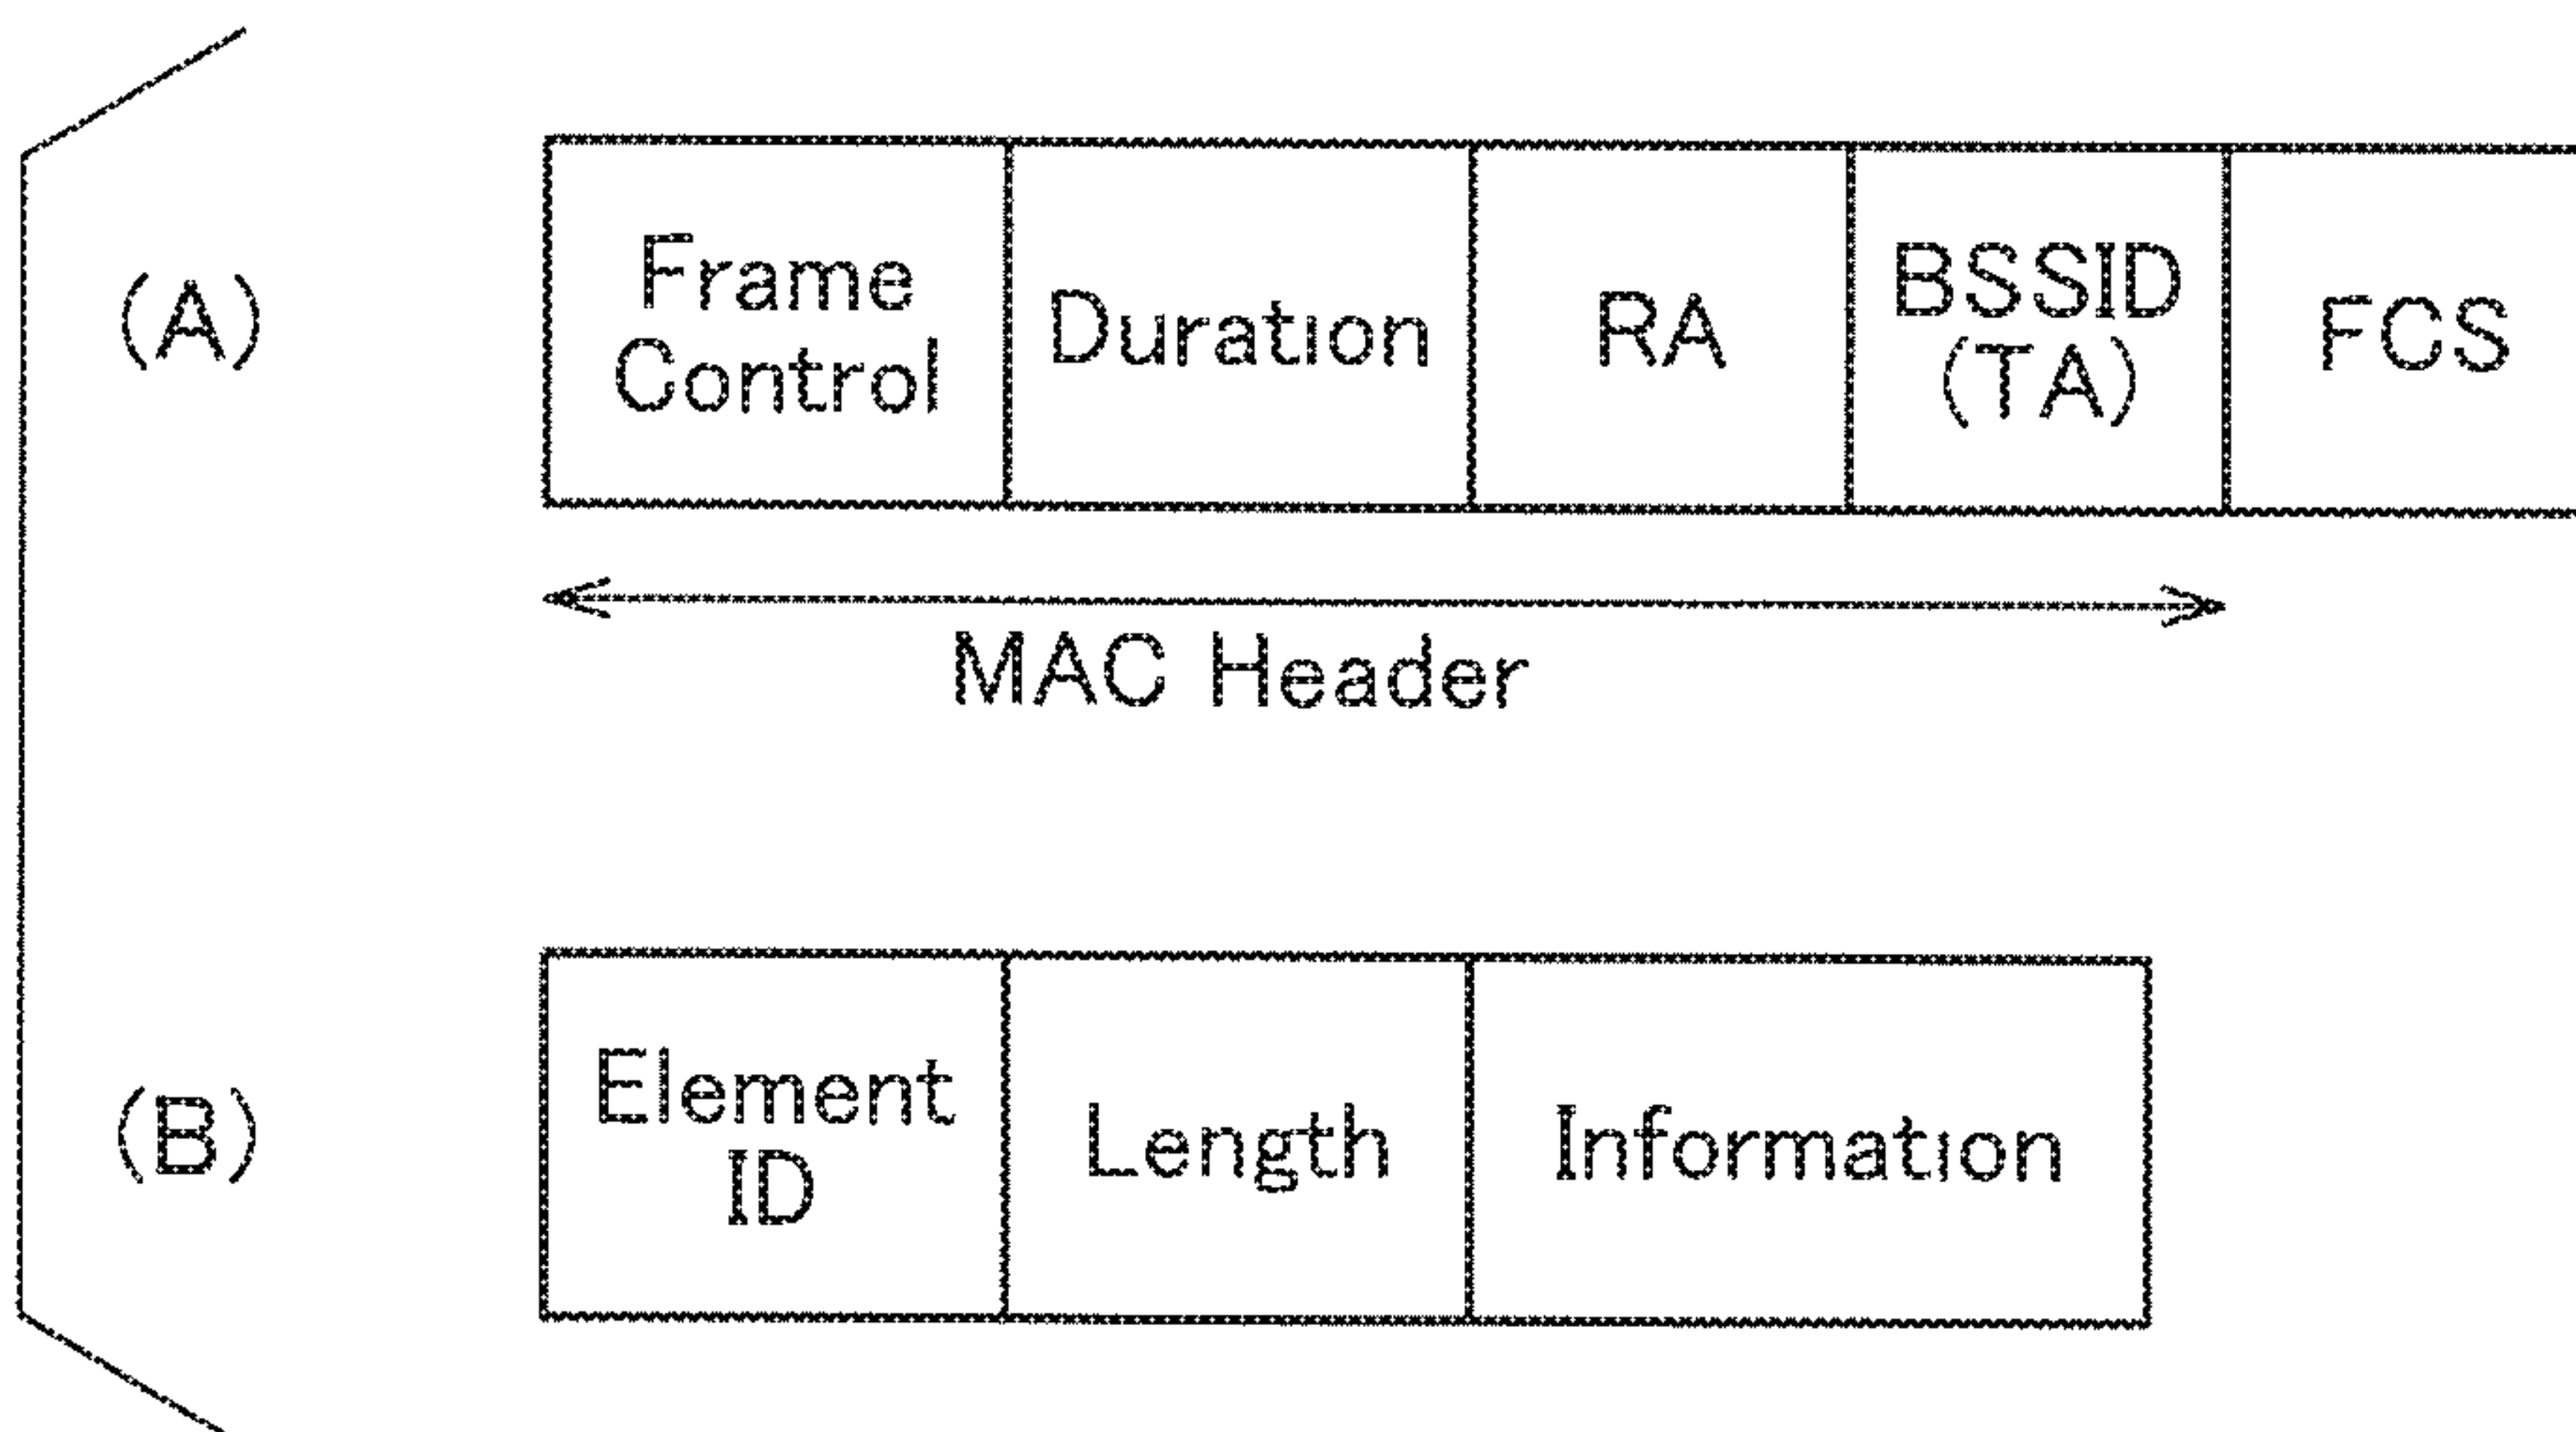 (A)
Frame
Control
Duration
RA
BSSID
(TA)
FCS
MAC Header
(B)
Element
ID
Length
Information